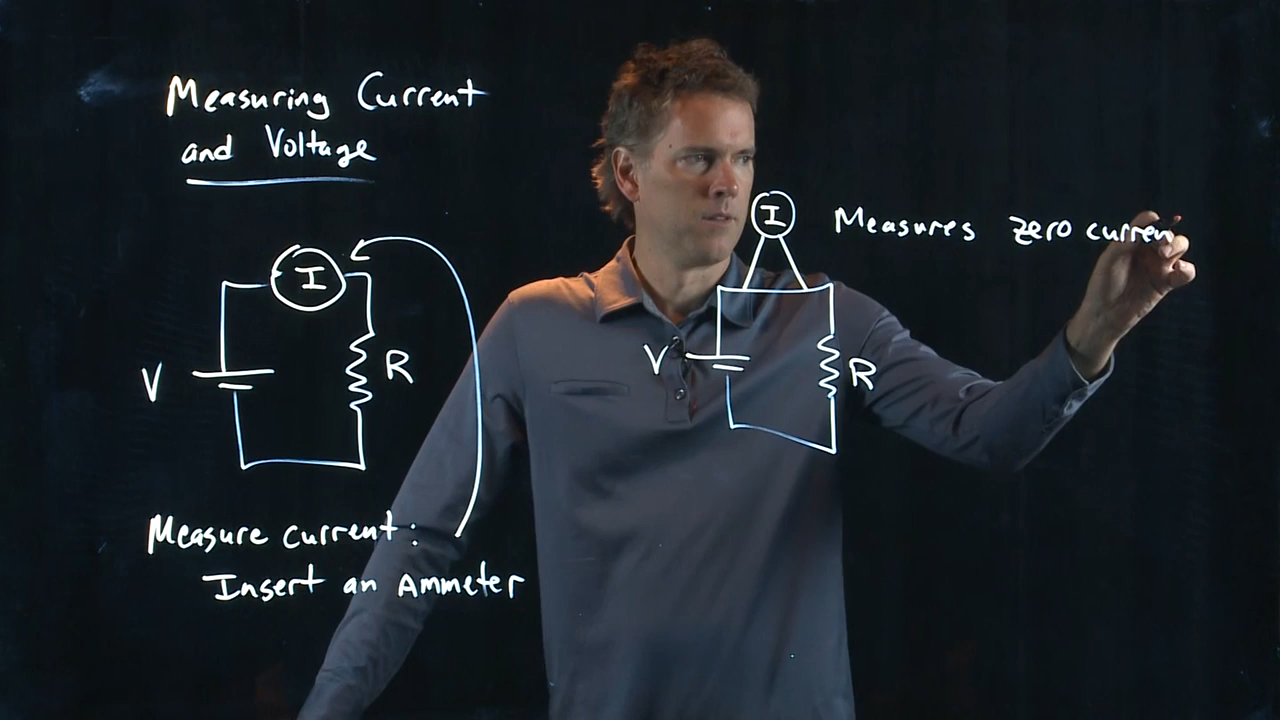 Measuring Current
and Voltage
I
V
R
Measure current:
Insert an Ammeter
I
Measures zero curren
V
R